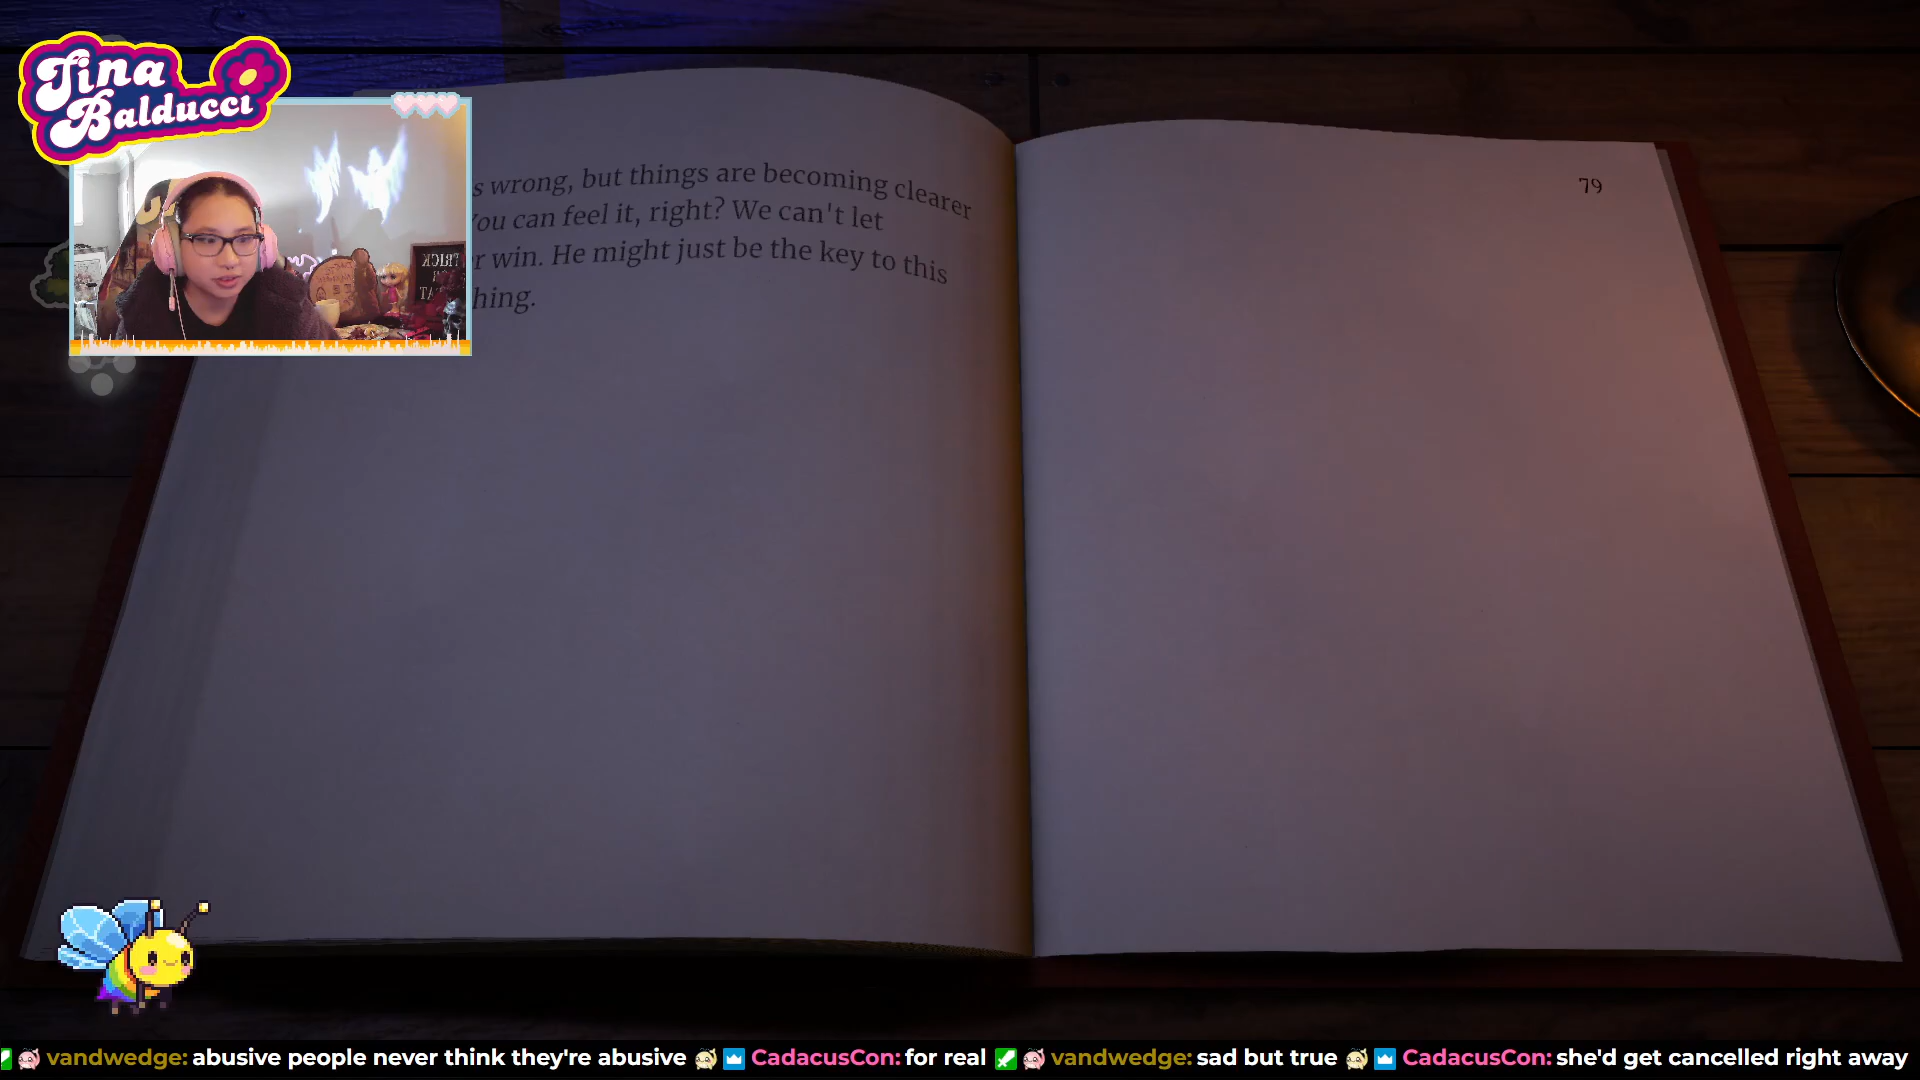 Tina
Balducci
s wrong, but things are becoming clearer
You can feel it, right? We can't let
r win. He might just be the key to this
hing.
79
vandwedge: abusive people never think they're abusive CadacusCon: for real vandwedge: sad but true CadacusCon: she'd get cancelled right away